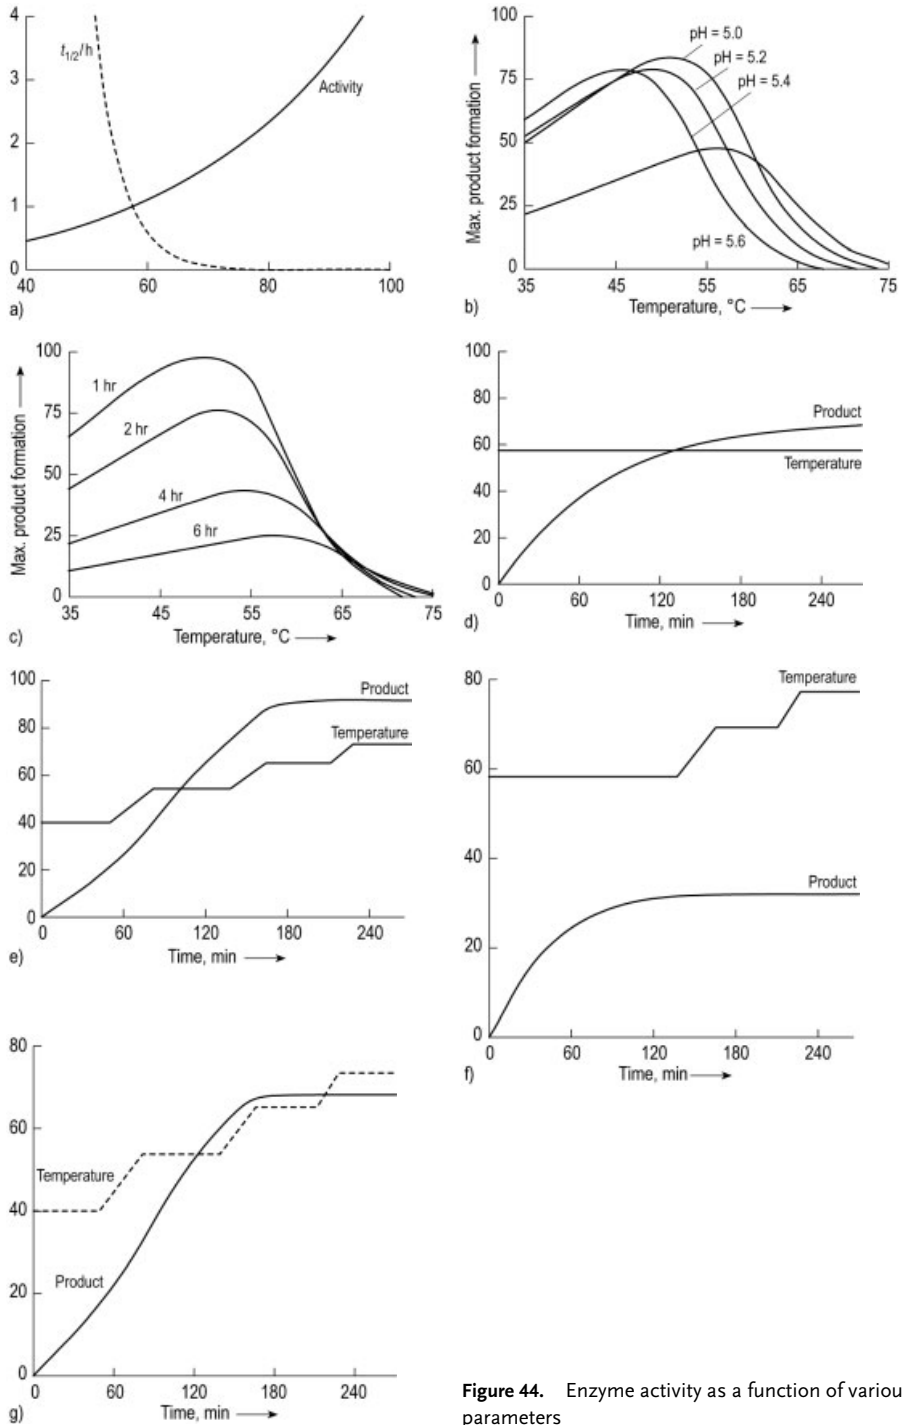 4
3
2
1
0
t1/2/h
Activity
40
60
80
100
a)
Max. product formation
100
75
50
25
0
pH = 5.0
pH = 5.2
pH = 5.4
pH = 5.6
35
45
55
65
75
Temperature, °C
b)
Max. product formation
100
75
50
25
0
1 hr
2 hr
4 hr
6 hr
35
45
55
65
75
Temperature, °C
c)
100
80
60
40
20
0
Product
Temperature
0
60
120
180
240
Time, min
d)
100
80
60
40
20
0
Product
Temperature
0
60
120
180
240
Time, min
e)
80
60
40
20
0
Temperature
Product
0
60
120
180
240
Time, min
f)
80
60
40
20
0
Temperature
Product
0
60
120
180
240
Time, min
g)
Figure 44. Enzyme activity as a function of variou
parameters